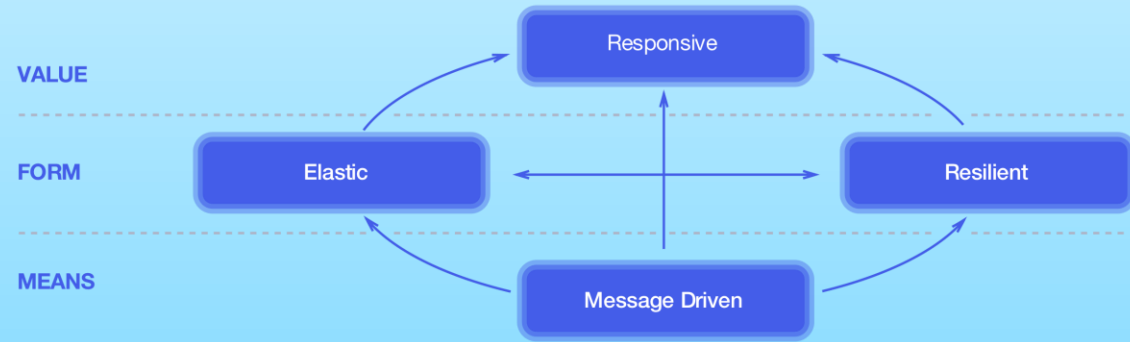 Responsive
VALUE
FORM
Elastic
Resilient
MEANS
Message Driven